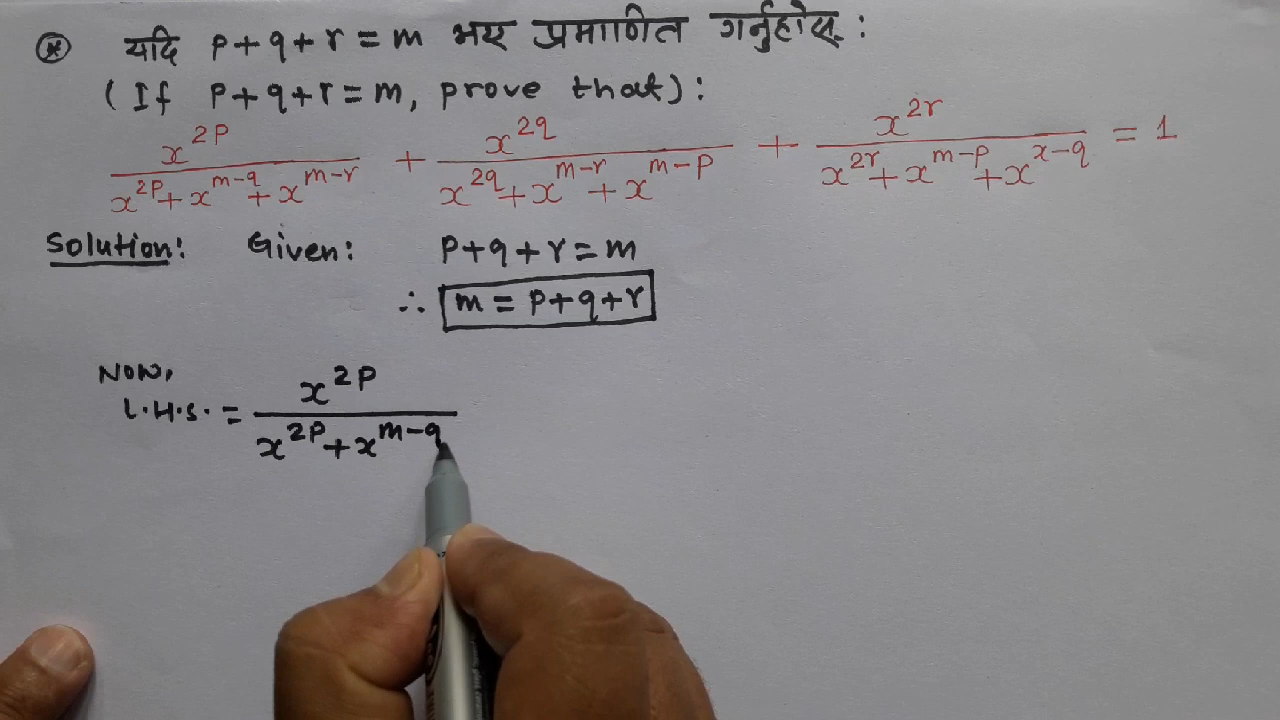 ⊛ यदि p+q+r=m भए प्रमाणित गर्नुहोस् :
(If p+q+r=m, prove that):
x^{2p}/(x^{2p}+x^{m-q}+x^{m-r}) + x^{2q}/(x^{2q}+x^{m-r}+x^{m-p}) + x^{2r}/(x^{2r}+x^{m-p}+x^{x-q}) = 1
Solution: Given: p+q+r=m
∴ m=p+q+r
Now,
L.H.S. = x^{2p}/(x^{2p}+x^{m-q}